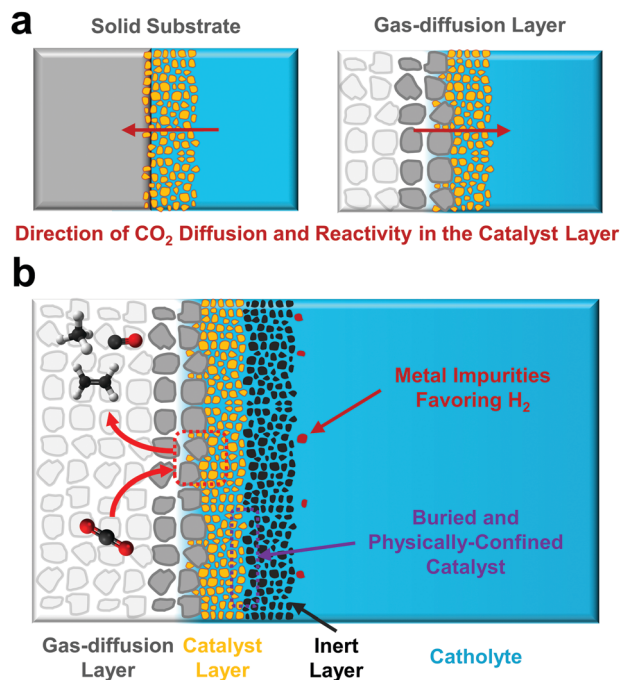 a
Solid Substrate
Gas-diffusion Layer
Direction of CO₂ Diffusion and Reactivity in the Catalyst Layer
b
Metal Impurities
Favoring H₂
Buried and
Physically-Confined
Catalyst
Gas-diffusion
Layer
Catalyst
Layer
Inert
Layer
Catholyte